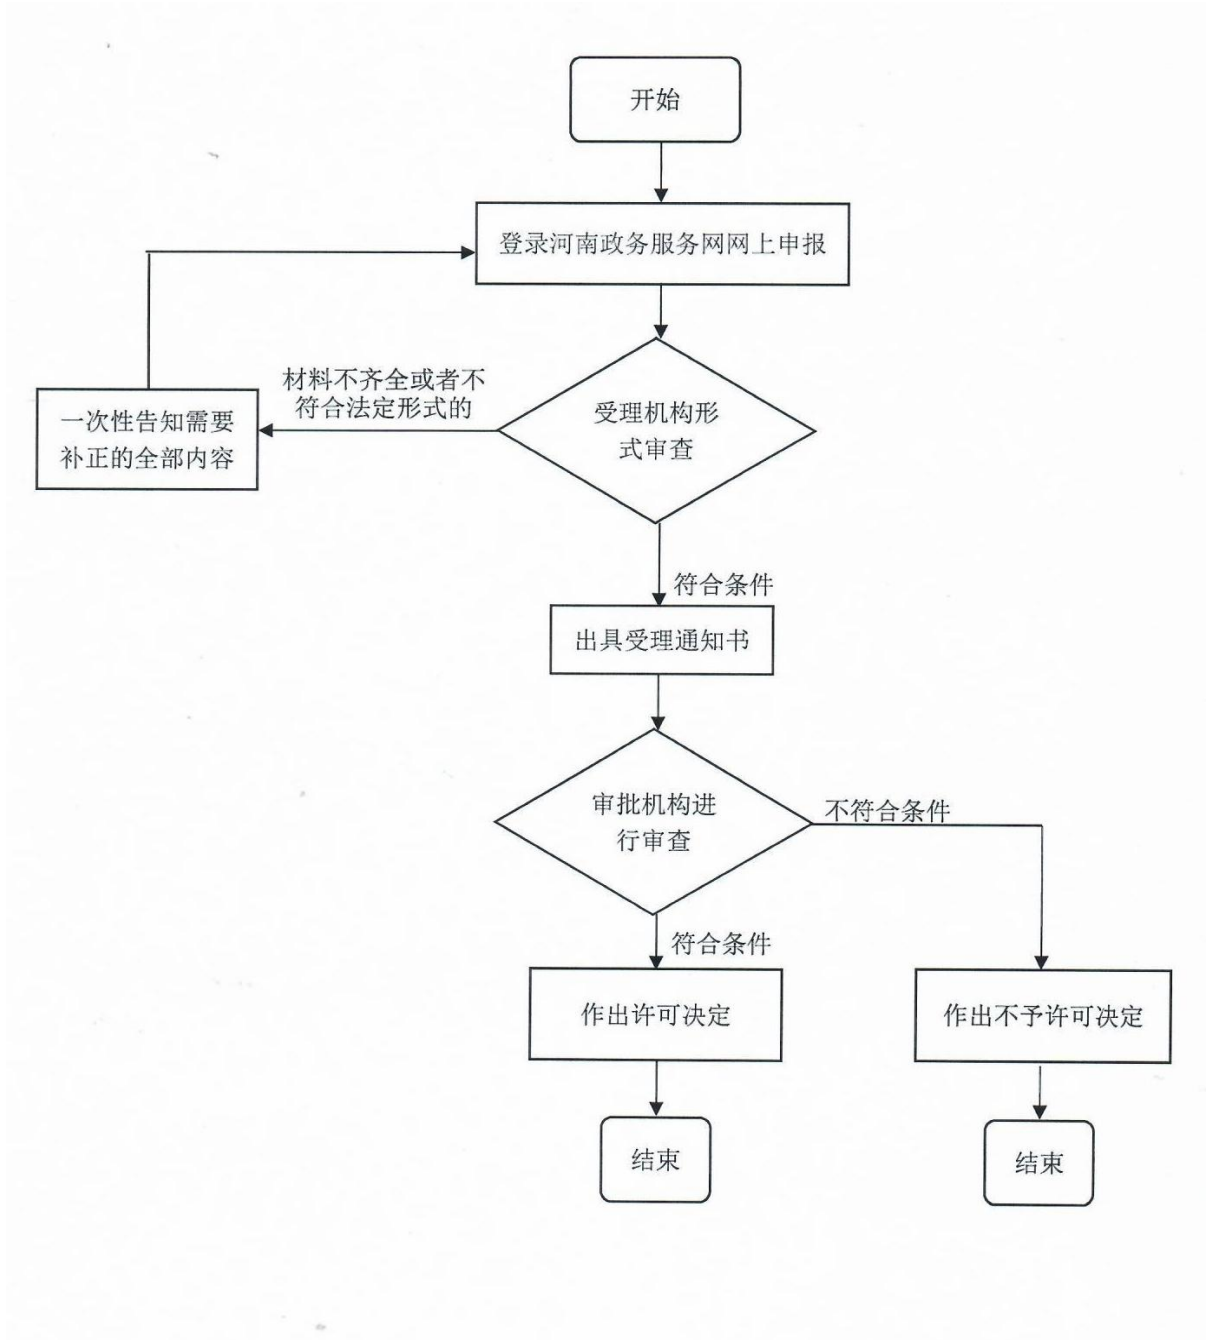 开始
登录河南政务服务网网上申报
材料不齐全或者不
符合法定形式的
一次性告知需要
补正的全部内容
受理机构形
式审查
符合条件
出具受理通知书
审批机构进
行审查
不符合条件
符合条件
作出许可决定
作出不予许可决定
结束
结束